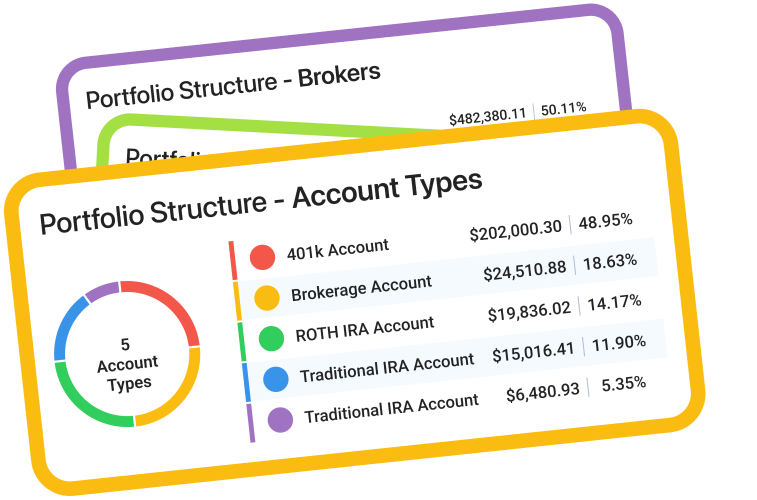 Portfolio Structure - Brokers
$482,380.11 50.11%
Portfolio Structure - Account Types
401k Account $202,000.30 48.95%
Brokerage Account $24,510.88 18.63%
ROTH IRA Account $19,836.02 14.17%
Traditional IRA Account $15,016.41 11.90%
Traditional IRA Account $6,480.93 5.35%
5
Account
Types